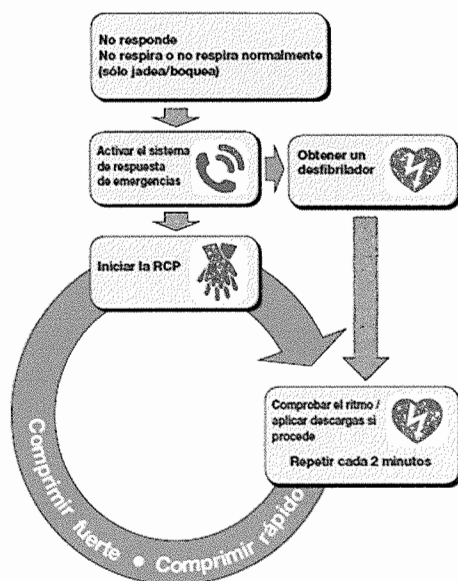 No responde
No respira o no respira normalmente
(sólo jadea/boquea)
Activar el sistema
de respuesta
de emergencias
Obtener un
desfibrilador
Iniciar la RCP
Comprobar el ritmo /
aplicar descargas si
procede
Repetir cada 2 minutos
Comprimir fuerte • Comprimir rápido